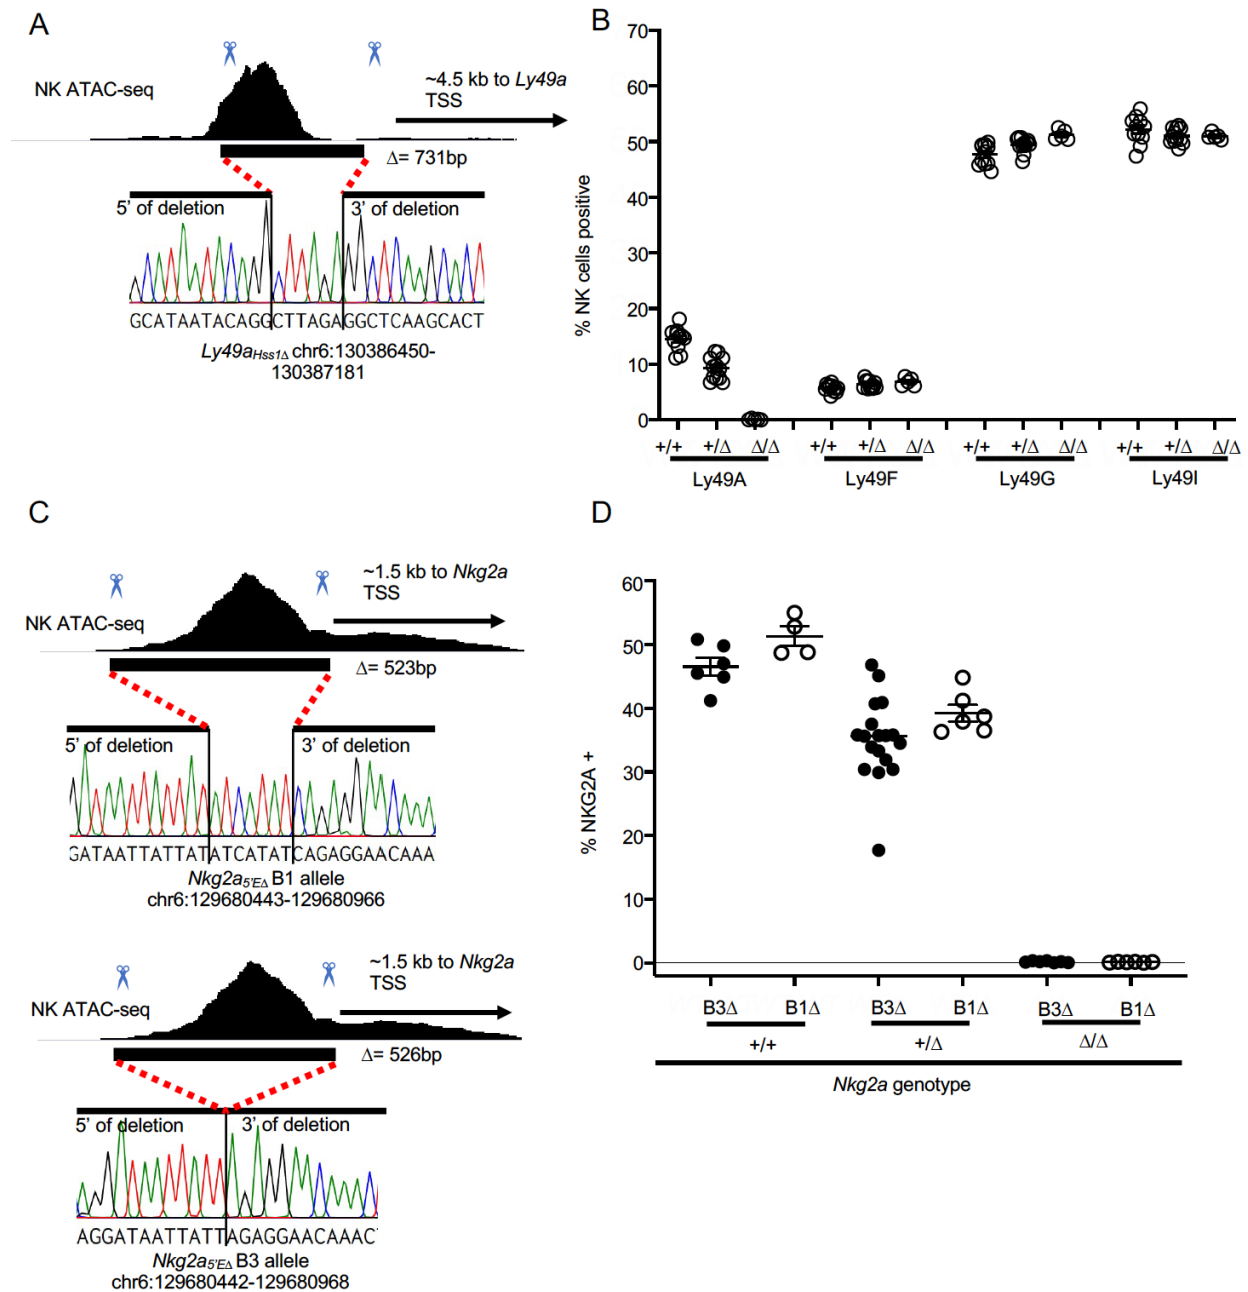 A
NK ATAC-seq
~4.5 kb to Ly49a
TSS
Δ= 731bp
5' of deletion
3' of deletion
GCATAATACAGGCTTAGAGGCTCAAGCACT
Ly49aHss1Δ chr6:130386450-
130387181
B
% NK cells positive
70
60
50
40
30
20
10
0
+/+ +/Δ Δ/Δ +/+ +/Δ Δ/Δ +/+ +/Δ Δ/Δ +/+ +/Δ Δ/Δ
Ly49A Ly49F Ly49G Ly49I
C
NK ATAC-seq
~1.5 kb to Nkg2a
TSS
Δ= 523bp
5' of deletion
3' of deletion
GATAATTATTATATCATATCAGAGGAACAAA
Nkg2a5'EΔ B1 allele
chr6:129680443-129680966
NK ATAC-seq
~1.5 kb to Nkg2a
TSS
Δ= 526bp
5' of deletion
3' of deletion
AGGATAATTATTAGAGGAACAAACT
Nkg2a5'EΔ B3 allele
chr6:129680442-129680968
D
% NKG2A +
60
50
40
30
20
10
0
B3Δ B1Δ B3Δ B1Δ B3Δ B1Δ
+/+ +/Δ Δ/Δ
Nkg2a genotype